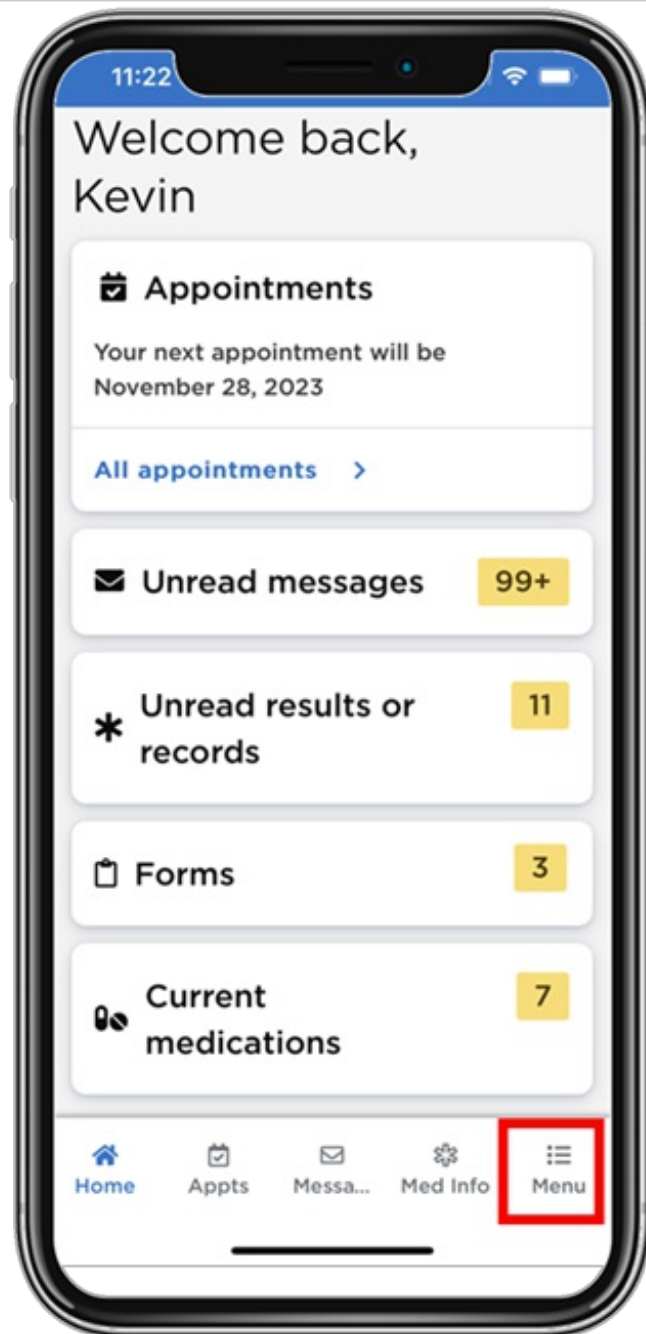 11:22
Welcome back,
Kevin
Appointments
Your next appointment will be
November 28, 2023
All appointments
Unread messages
99+
Unread results or
records
11
Forms
3
Current
medications
7
Home
Appts
Messa...
Med Info
Menu